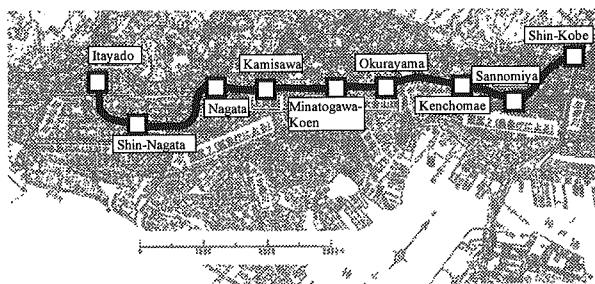 Shin-Kobe
Itayado
Kamisawa
Okurayama
Sannomiya
Nagata
Minatogawa-
Koen
Kenchomae
Shin-Nagata